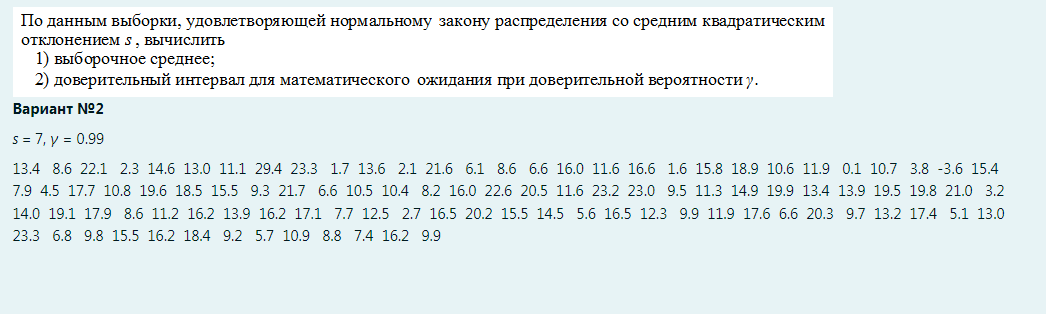 По данным выборки, удовлетворяющей нормальному закону распределения со средним квадратическим
отклонением s , вычислить
1) выборочное среднее;
2) доверительный интервал для математического ожидания при доверительной вероятности γ.
Вариант №2
s = 7, γ = 0.99
13.4 8.6 22.1 2.3 14.6 13.0 11.1 29.4 23.3 1.7 13.6 2.1 21.6 6.1 8.6 6.6 16.0 11.6 16.6 1.6 15.8 18.9 10.6 11.9 0.1 10.7 3.8 -3.6 15.4
7.9 4.5 17.7 10.8 19.6 18.5 15.5 9.3 21.7 6.6 10.5 10.4 8.2 16.0 22.6 20.5 11.6 23.2 23.0 9.5 11.3 14.9 19.9 13.4 13.9 19.5 19.8 21.0 3.2
14.0 19.1 17.9 8.6 11.2 16.2 13.9 16.2 17.1 7.7 12.5 2.7 16.5 20.2 15.5 14.5 5.6 16.5 12.3 9.9 11.9 17.6 6.6 20.3 9.7 13.2 17.4 5.1 13.0
23.3 6.8 9.8 15.5 16.2 18.4 9.2 5.7 10.9 8.8 7.4 16.2 9.9